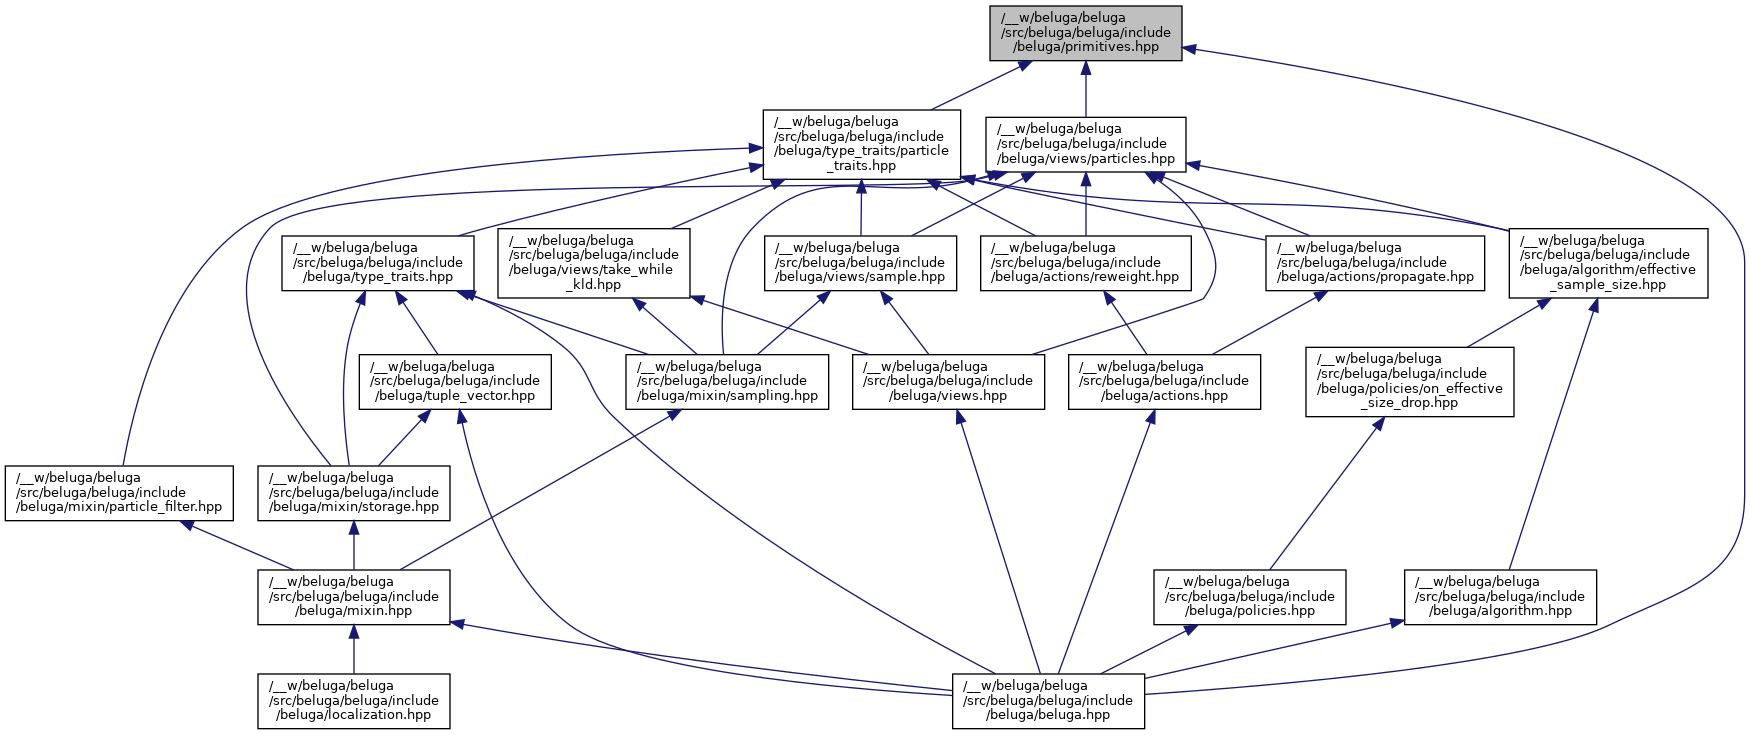 /__w/beluga/beluga
/src/beluga/beluga/include
/beluga/primitives.hpp
/__w/beluga/beluga
/src/beluga/beluga/include
/beluga/type_traits/particle
_traits.hpp
/__w/beluga/beluga
/src/beluga/beluga/include
/beluga/views/particles.hpp
/__w/beluga/beluga
/src/beluga/beluga/include
/beluga/type_traits.hpp
/__w/beluga/beluga
/src/beluga/beluga/include
/beluga/views/take_while
_kld.hpp
/__w/beluga/beluga
/src/beluga/beluga/include
/beluga/views/sample.hpp
/__w/beluga/beluga
/src/beluga/beluga/include
/beluga/actions/reweight.hpp
/__w/beluga/beluga
/src/beluga/beluga/include
/beluga/actions/propagate.hpp
/__w/beluga/beluga
/src/beluga/beluga/include
/beluga/algorithm/effective
_sample_size.hpp
/__w/beluga/beluga
/src/beluga/beluga/include
/beluga/tuple_vector.hpp
/__w/beluga/beluga
/src/beluga/beluga/include
/beluga/mixin/sampling.hpp
/__w/beluga/beluga
/src/beluga/beluga/include
/beluga/views.hpp
/__w/beluga/beluga
/src/beluga/beluga/include
/beluga/actions.hpp
/__w/beluga/beluga
/src/beluga/beluga/include
/beluga/policies/on_effective
_size_drop.hpp
/__w/beluga/beluga
/src/beluga/beluga/include
/beluga/mixin/particle_filter.hpp
/__w/beluga/beluga
/src/beluga/beluga/include
/beluga/mixin/storage.hpp
/__w/beluga/beluga
/src/beluga/beluga/include
/beluga/mixin.hpp
/__w/beluga/beluga
/src/beluga/beluga/include
/beluga/policies.hpp
/__w/beluga/beluga
/src/beluga/beluga/include
/beluga/algorithm.hpp
/__w/beluga/beluga
/src/beluga/beluga/include
/beluga/localization.hpp
/__w/beluga/beluga
/src/beluga/beluga/include
/beluga/beluga.hpp